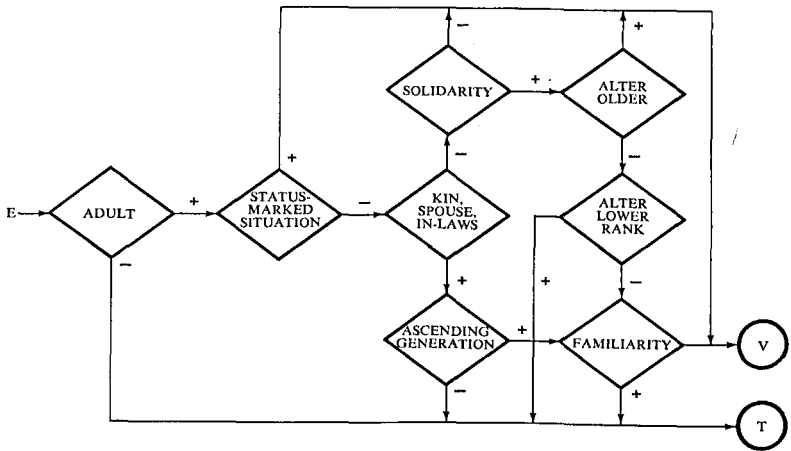 SOLIDARITY
ALTER
OLDER
E
ADULT
STATUS-
MARKED
SITUATION
KIN,
SPOUSE,
IN-LAWS
ALTER
LOWER
RANK
ASCENDING
GENERATION
FAMILIARITY
V
T
+
−
+
−
−
+
−
+
−
+
+
−
+
−
+
−
+